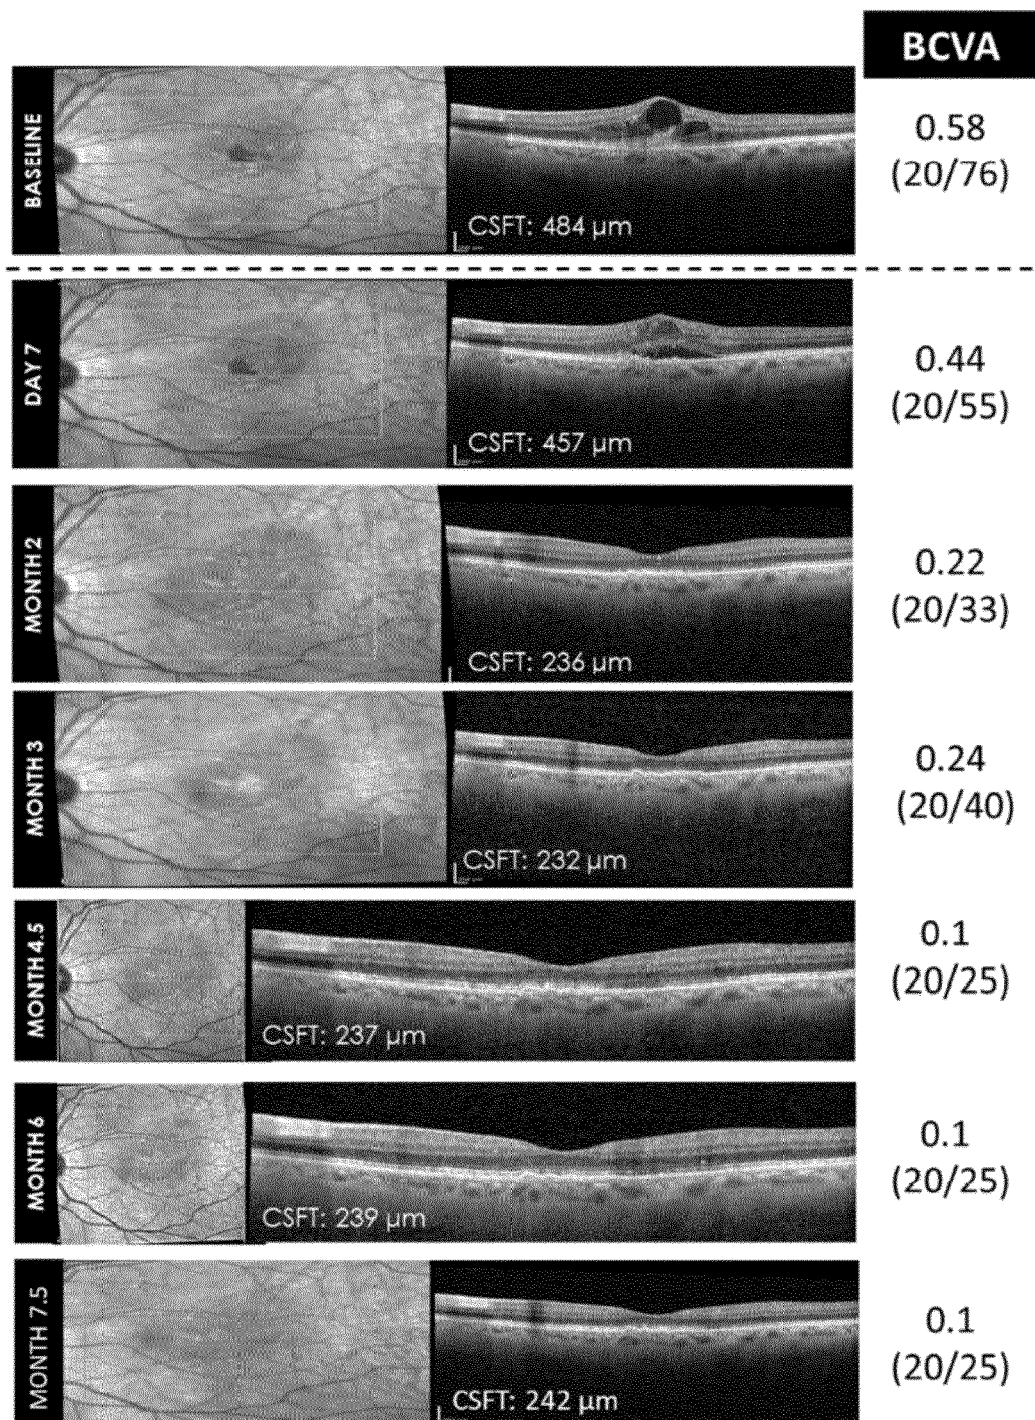 BCVA
BASELINE
CSFT: 484 µm
0.58
(20/76)
DAY 7
CSFT: 457 µm
0.44
(20/55)
MONTH 2
CSFT: 236 µm
0.22
(20/33)
MONTH 3
CSFT: 232 µm
0.24
(20/40)
MONTH 4.5
CSFT: 237 µm
0.1
(20/25)
MONTH 6
CSFT: 239 µm
0.1
(20/25)
MONTH 7.5
CSFT: 242 µm
0.1
(20/25)